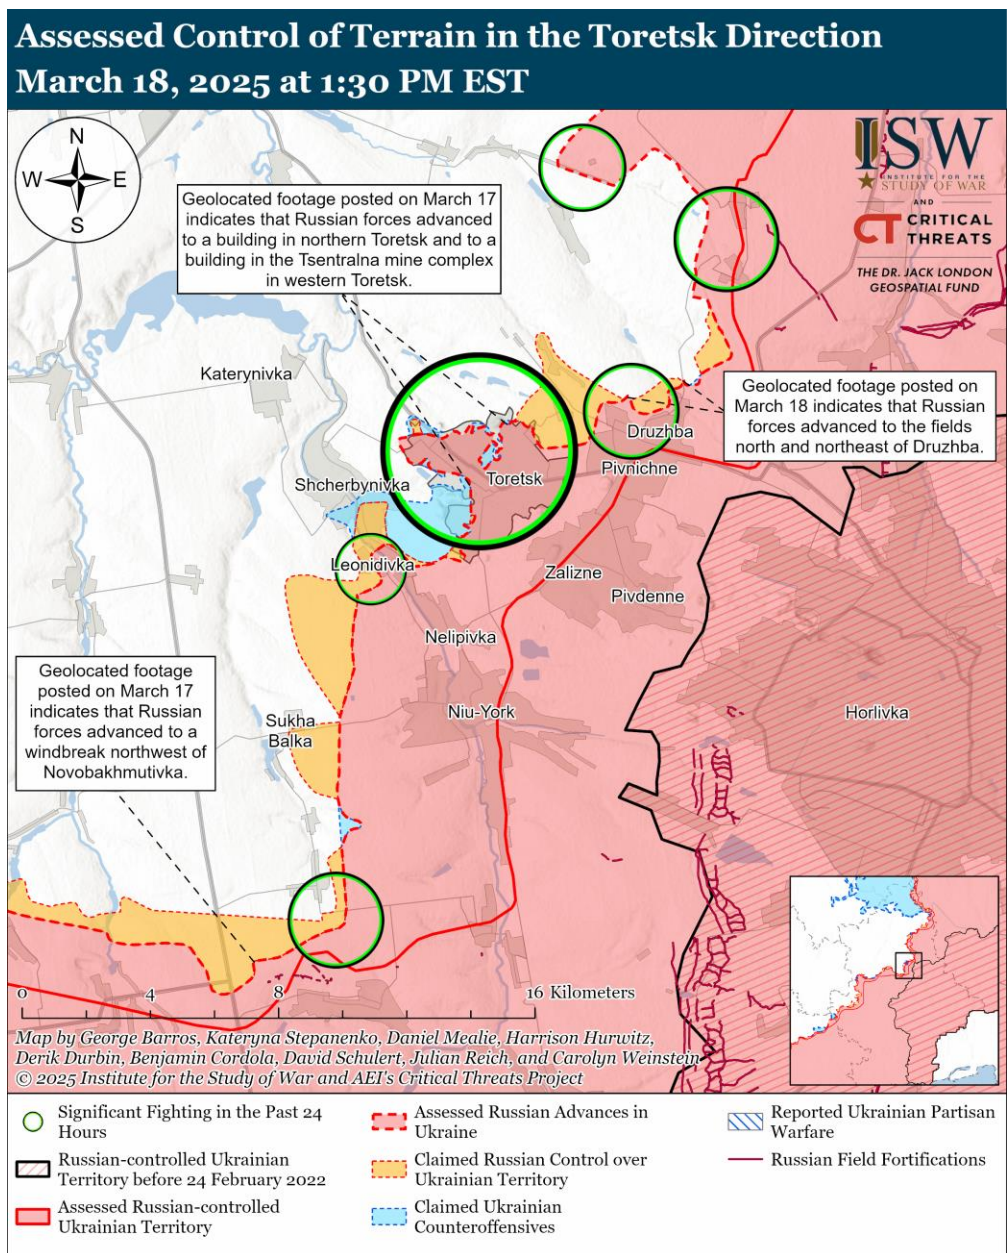 Assessed Control of Terrain in the Toretsk Direction
March 18, 2025 at 1:30 PM EST
N
W E
S
ISW
INSTITUTE FOR THE
STUDY OF WAR
AND
CT CRITICAL
THREATS
THE DR. JACK LONDON
GEOSPATIAL FUND
Geolocated footage posted on March 17
indicates that Russian forces advanced
to a building in northern Toretsk and to a
building in the Tsentralna mine complex
in western Toretsk.
Katerynivka
Geolocated footage posted on
March 18 indicates that Russian
forces advanced to the fields
north and northeast of Druzhba.
Druzhba
Pivnichne
Toretsk
Shcherbynivka
Leonidivka
Zalizne
Pivdenne
Nelipivka
Geolocated footage
posted on March 17
indicates that Russian
forces advanced to a
windbreak northwest of
Novobakhmutivka.
Sukha
Balka
Niu-York
Horlivka
0 4 8 16 Kilometers
Map by George Barros, Kateryna Stepanenko, Daniel Mealie, Harrison Hurwitz,
Derik Durbin, Benjamin Cordola, David Schulert, Julian Reich, and Carolyn Weinstein
© 2025 Institute for the Study of War and AEI's Critical Threats Project
Significant Fighting in the Past 24
Hours
Russian-controlled Ukrainian
Territory before 24 February 2022
Assessed Russian-controlled
Ukrainian Territory
Assessed Russian Advances in
Ukraine
Claimed Russian Control over
Ukrainian Territory
Claimed Ukrainian
Counteroffensives
Reported Ukrainian Partisan
Warfare
Russian Field Fortifications